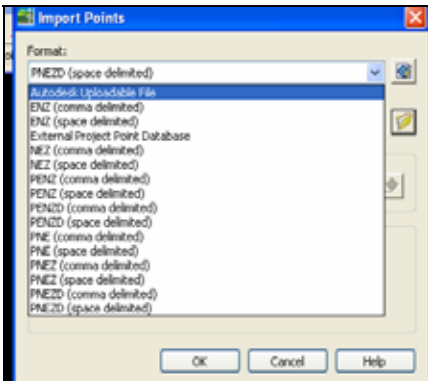 Import Points
Format:
PNEZD (space delimited)
Autodesk Uploadable File
ENZ (comma delimited)
ENZ (space delimited)
External Project Point Database
NEZ (comma delimited)
NEZ (space delimited)
PENZ (comma delimited)
PENZ (space delimited)
PENZD (comma delimited)
PENZD (space delimited)
PNE (comma delimited)
PNE (space delimited)
PNEZ (comma delimited)
PNEZ (space delimited)
PNEZD (comma delimited)
PNEZD (space delimited)
OK Cancel Help